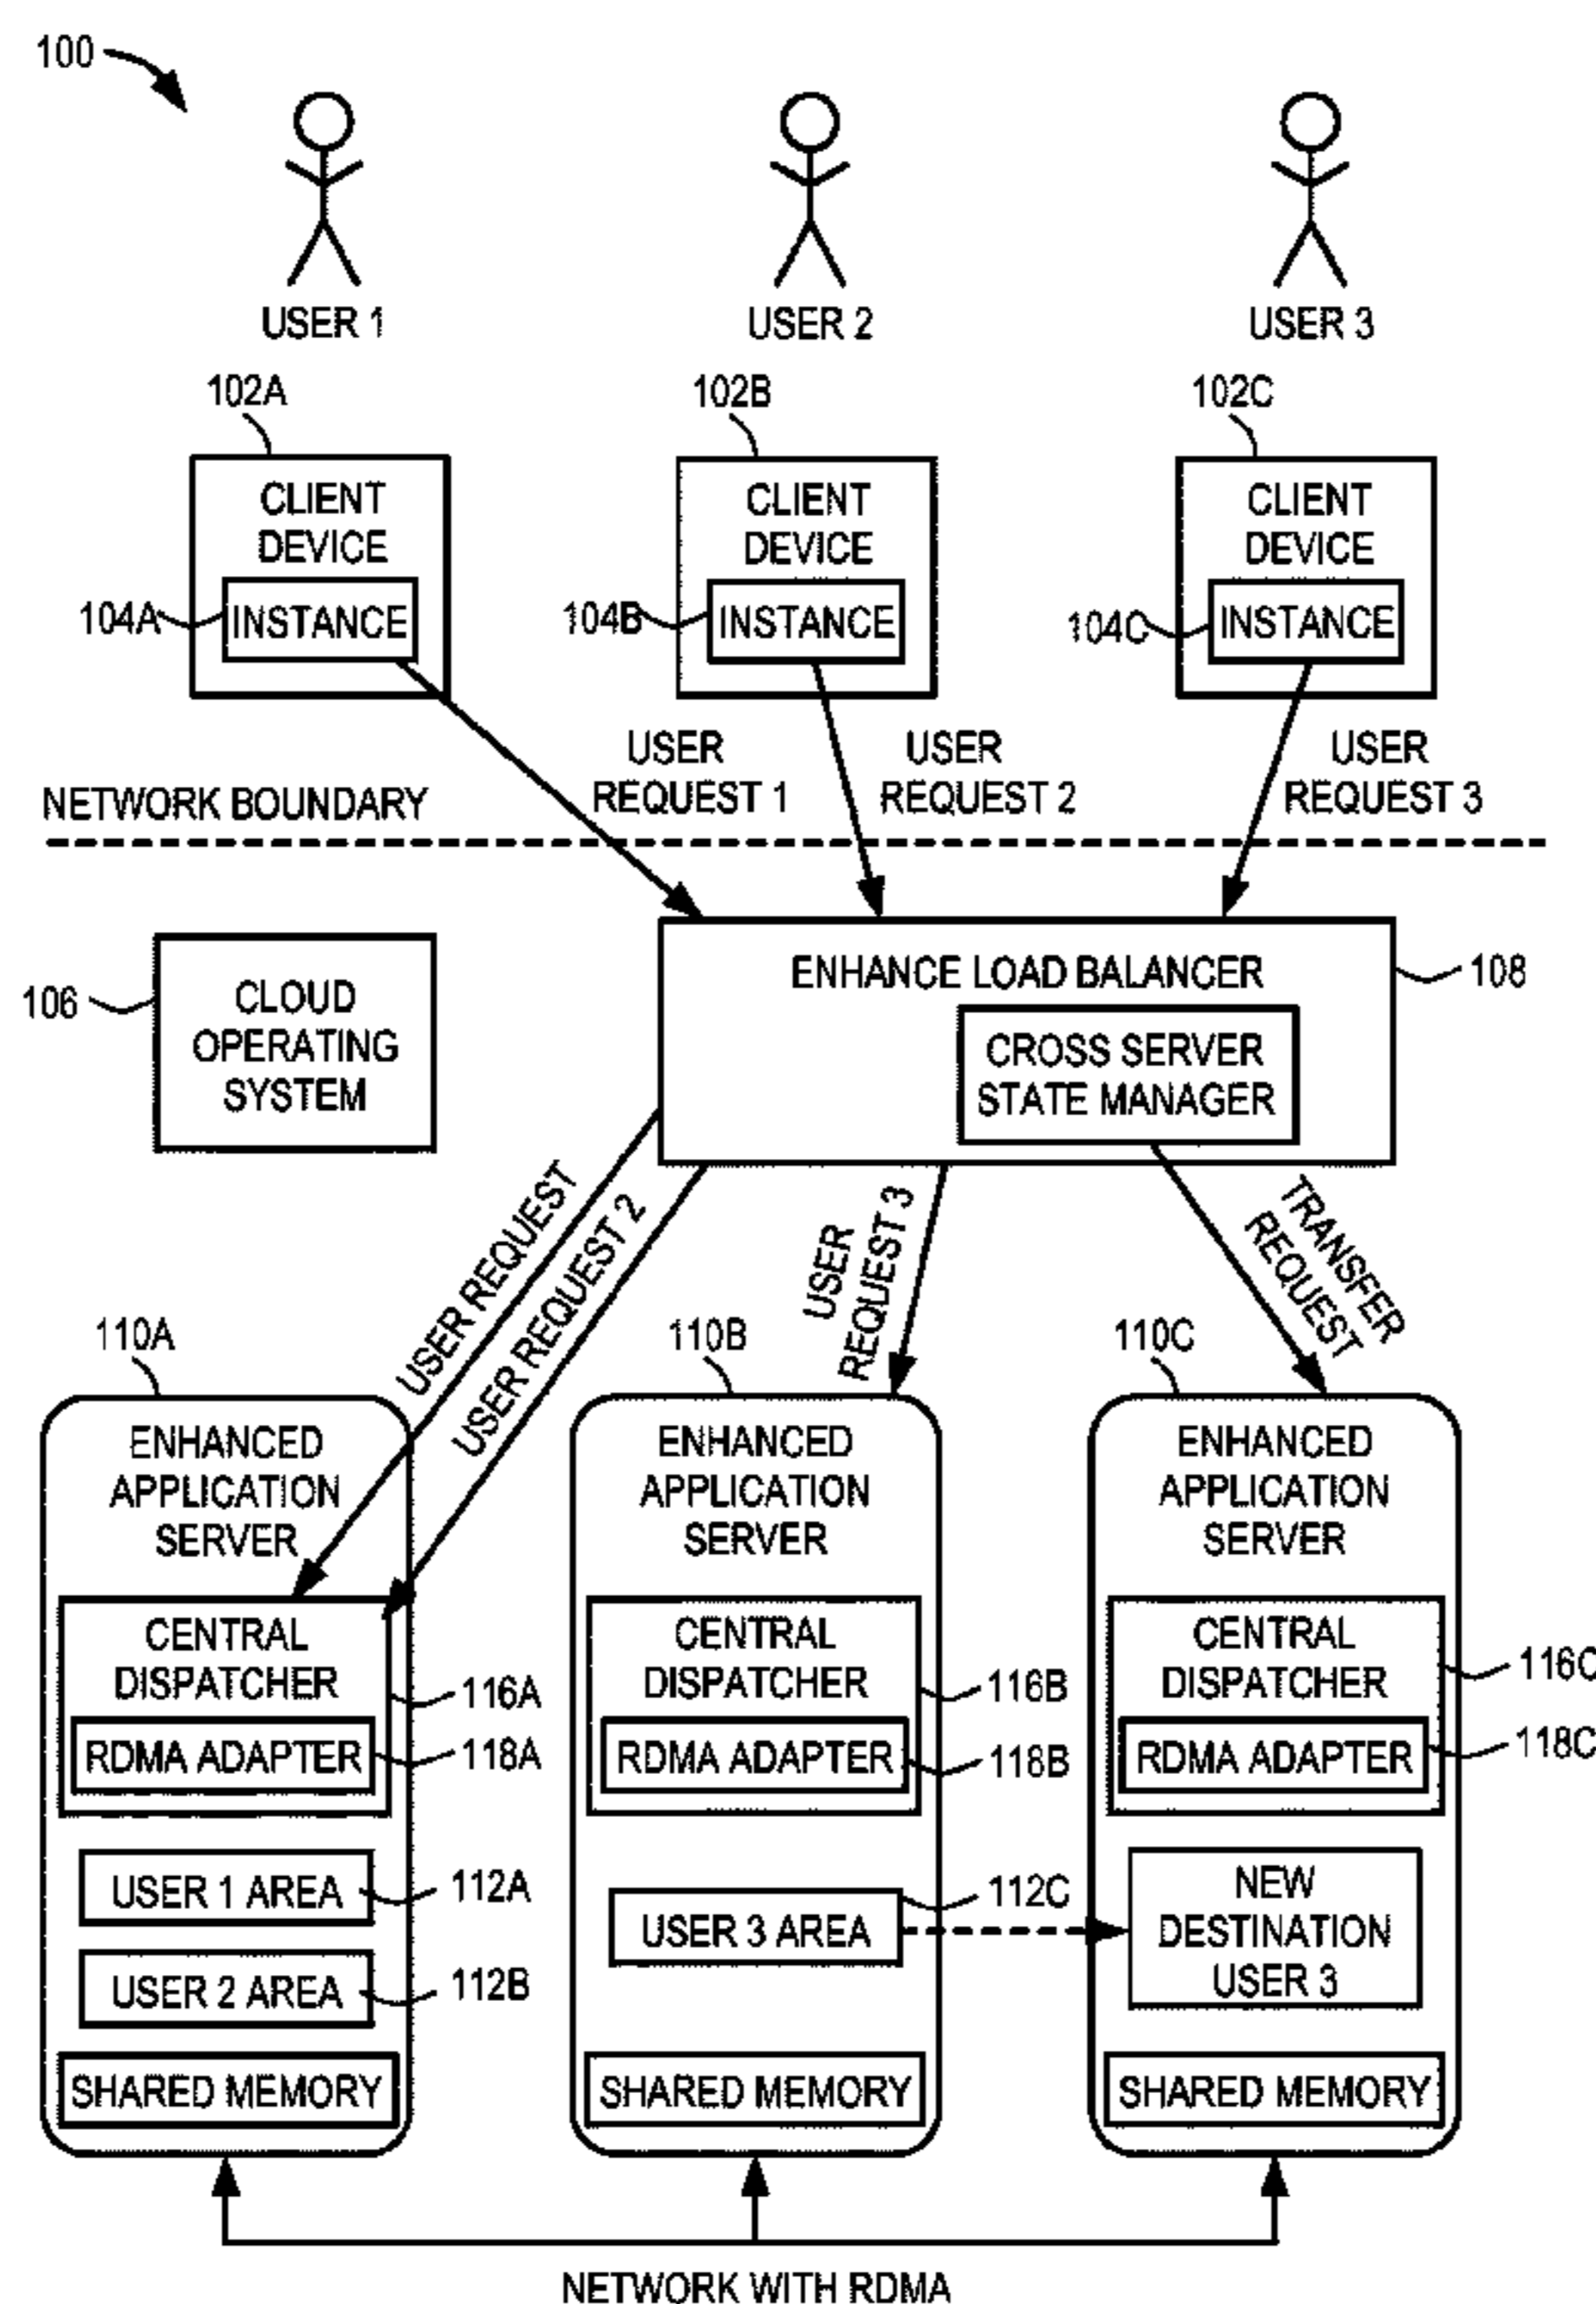 100
USER 1
USER 2
USER 3
102A
102B
102C
CLIENT
DEVICE
CLIENT
DEVICE
CLIENT
DEVICE
104A
INSTANCE
104B
INSTANCE
104C
INSTANCE
USER
REQUEST 1
USER
REQUEST 2
USER
REQUEST 3
NETWORK BOUNDARY
106
CLOUD
OPERATING
SYSTEM
ENHANCE LOAD BALANCER
108
CROSS SERVER
STATE MANAGER
USER REQUEST
USER REQUEST 2
USER
REQUEST 3
TRANSFER
REQUEST
110A
110B
110C
ENHANCED
APPLICATION
SERVER
ENHANCED
APPLICATION
SERVER
ENHANCED
APPLICATION
SERVER
CENTRAL
DISPATCHER
116A
RDMA ADAPTER
118A
CENTRAL
DISPATCHER
116B
RDMA ADAPTER
118B
CENTRAL
DISPATCHER
116C
RDMA ADAPTER
118C
USER 1 AREA
112A
USER 2 AREA
112B
USER 3 AREA
112C
NEW
DESTINATION
USER 3
SHARED MEMORY
SHARED MEMORY
SHARED MEMORY
NETWORK WITH RDMA